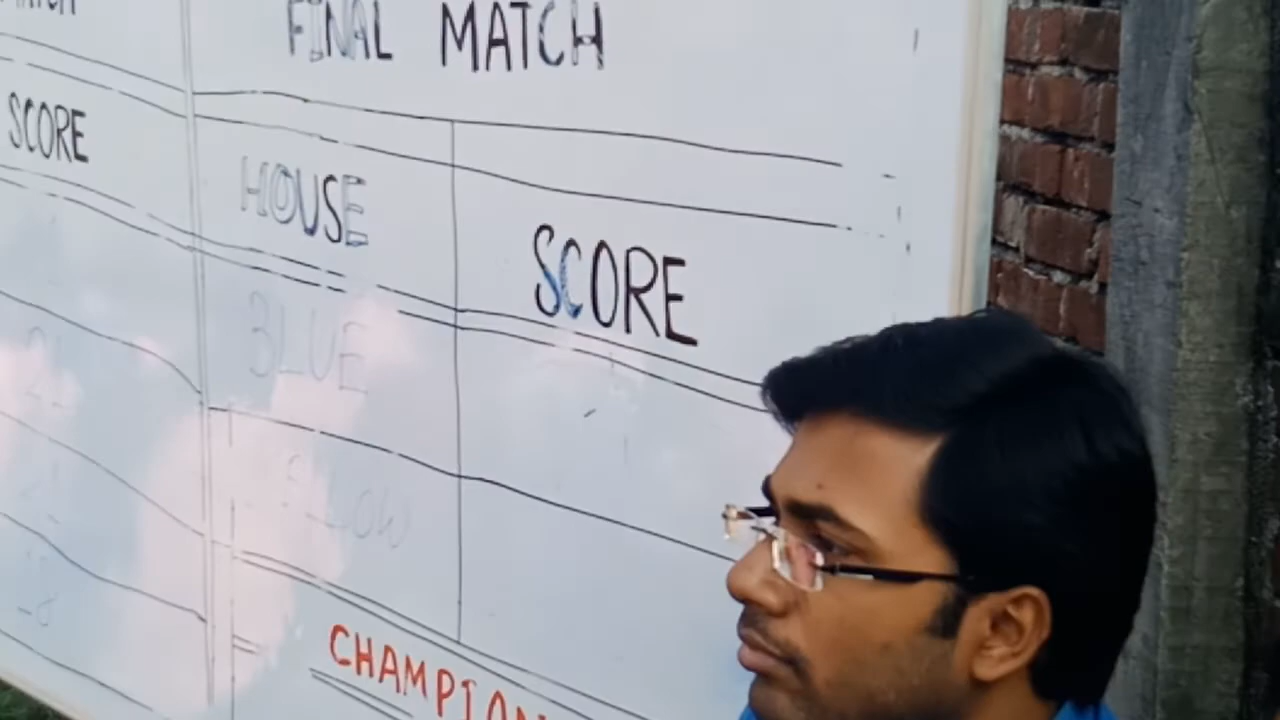 FINAL MATCH
SCORE
HOUSE
SCORE
BLUE
CHAMPION